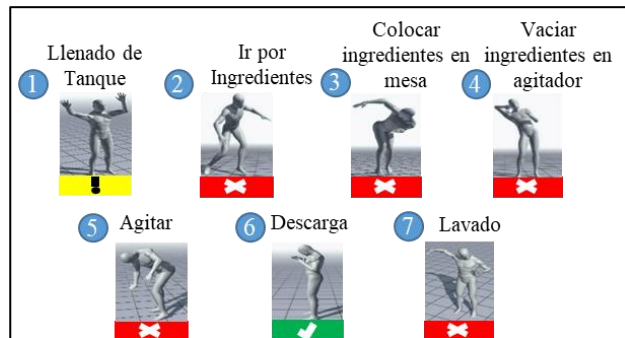 1
Llenado de
Tanque
2
Ir por
Ingredientes
3
Colocar
ingredientes en
mesa
4
Vaciar
ingredientes en
agitador
!
5
Agitar
6
Descarga
7
Lavado